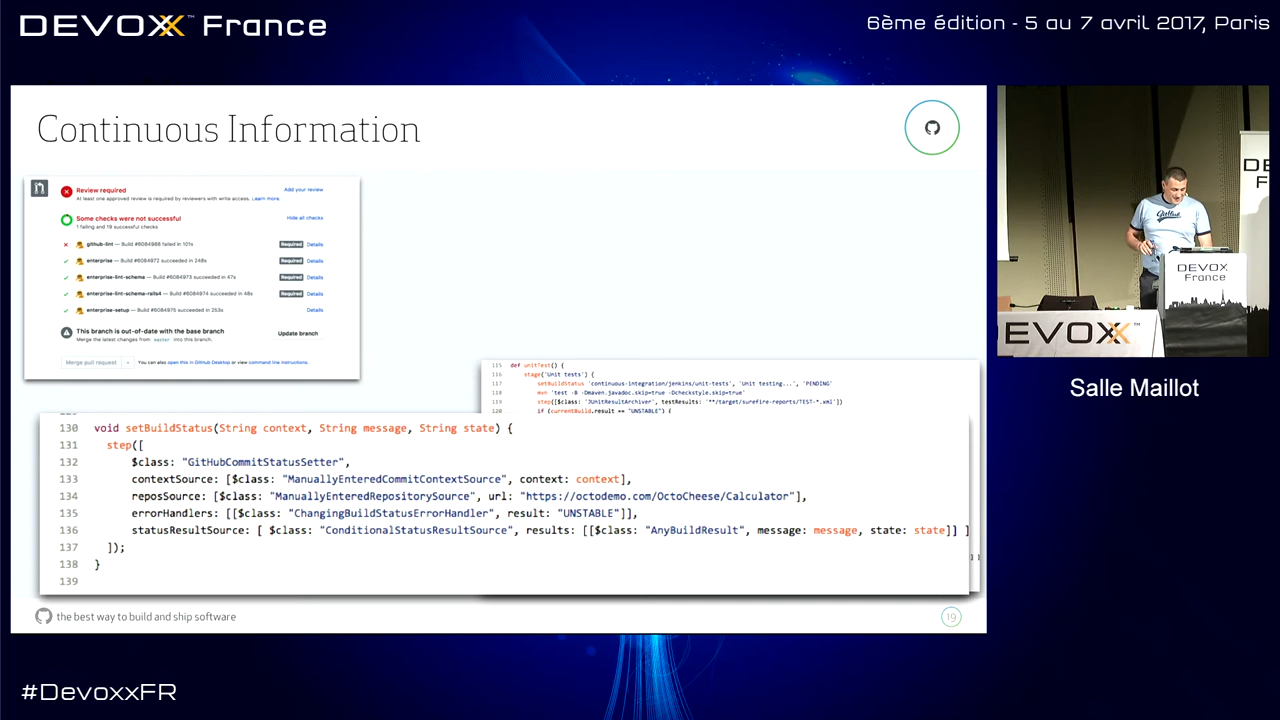 DEVOXX™ France
6ème édition - 5 au 7 avril 2017, Paris
Continuous Information
Review required
Add your review
At least one approved review is required by reviewers with write access. Learn more.
Some checks were not successful
Hide all checks
1 failing and 19 successful checks
github-lint — Build #6084968 failed in 101s Required Details
enterprise — Build #6084972 succeeded in 248s Required Details
enterprise-lint-schema — Build #6084973 succeeded in 47s Required Details
enterprise-lint-schema-rails4 — Build #6084974 succeeded in 48s Required Details
enterprise-setup — Build #6084975 succeeded in 253s Details
This branch is out-of-date with the base branch
Merge the latest changes from master into this branch.
Update branch
Merge pull request
You can also open this in GitHub Desktop or view command line instructions.
115 def unitTest() {
116 stage('Unit tests') {
117 setBuildStatus 'continuous-integration/jenkins/unit-tests', 'Unit testing...', 'PENDING'
118 mvn 'test -B -Dmaven.javadoc.skip=true -Dcheckstyle.skip=true'
119 step([$class: 'JUnitResultArchiver', testResults: '**/target/surefire-reports/TEST-*.xml'])
120 if (currentBuild.result == "UNSTABLE") {
130 void setBuildStatus(String context, String message, String state) {
131 step([
132 $class: "GitHubCommitStatusSetter",
133 contextSource: [$class: "ManuallyEnteredCommitContextSource", context: context],
134 reposSource: [$class: "ManuallyEnteredRepositorySource", url: "https://octodemo.com/OctoCheese/Calculator"],
135 errorHandlers: [[$class: "ChangingBuildStatusErrorHandler", result: "UNSTABLE"]],
136 statusResultSource: [ $class: "ConditionalStatusResultSource", results: [[$class: "AnyBuildResult", message: message, state: state]] ]
137 ]);
138 }
139
the best way to build and ship software
19
DEVOXX
France
EVOXX™
Salle Maillot
#DevoxxFR